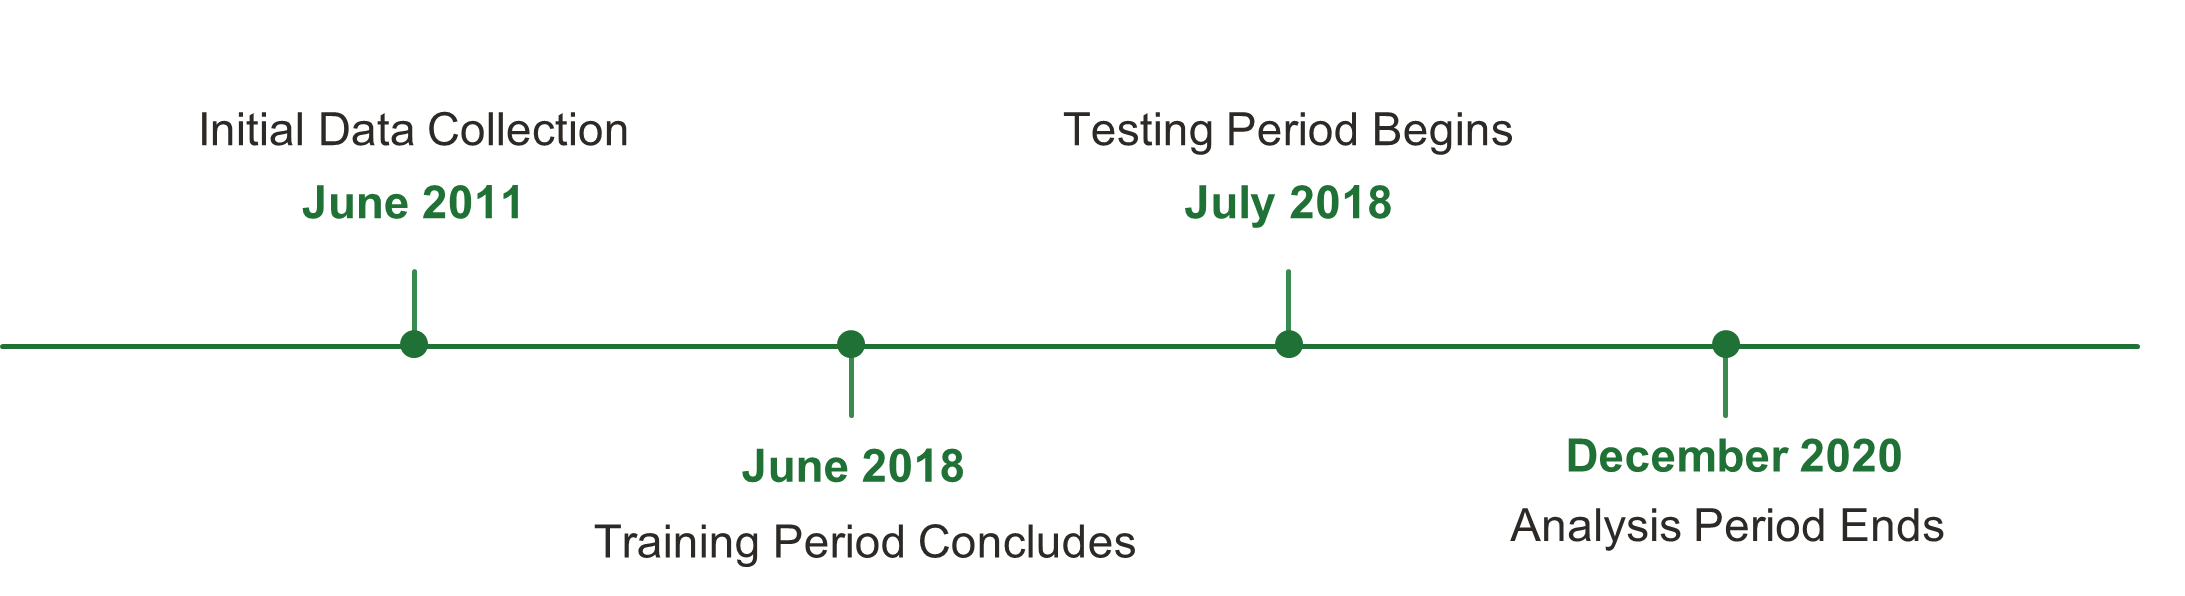 Initial Data Collection
June 2011
June 2018
Training Period Concludes
Testing Period Begins
July 2018
December 2020
Analysis Period Ends